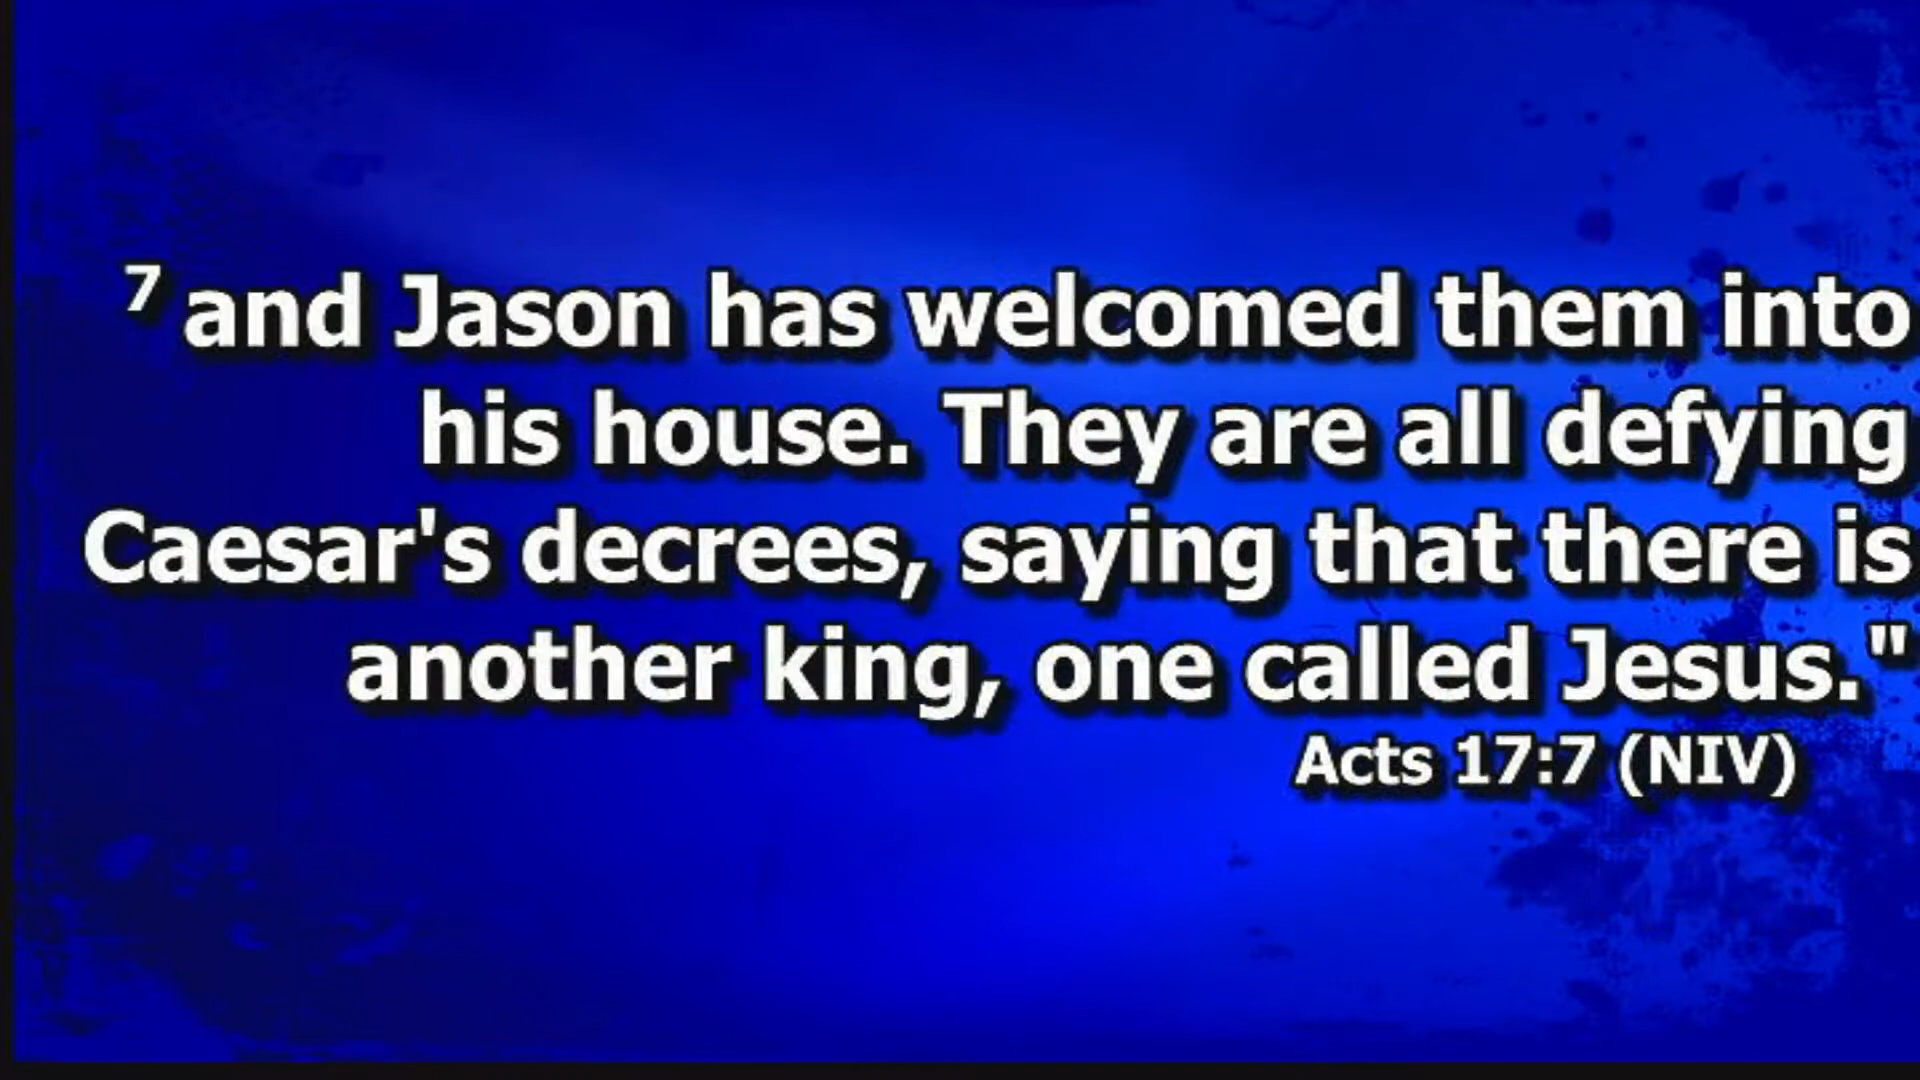 7 and Jason has welcomed them into
his house. They are all defying
Caesar's decrees, saying that there is
another king, one called Jesus."
Acts 17:7 (NIV)